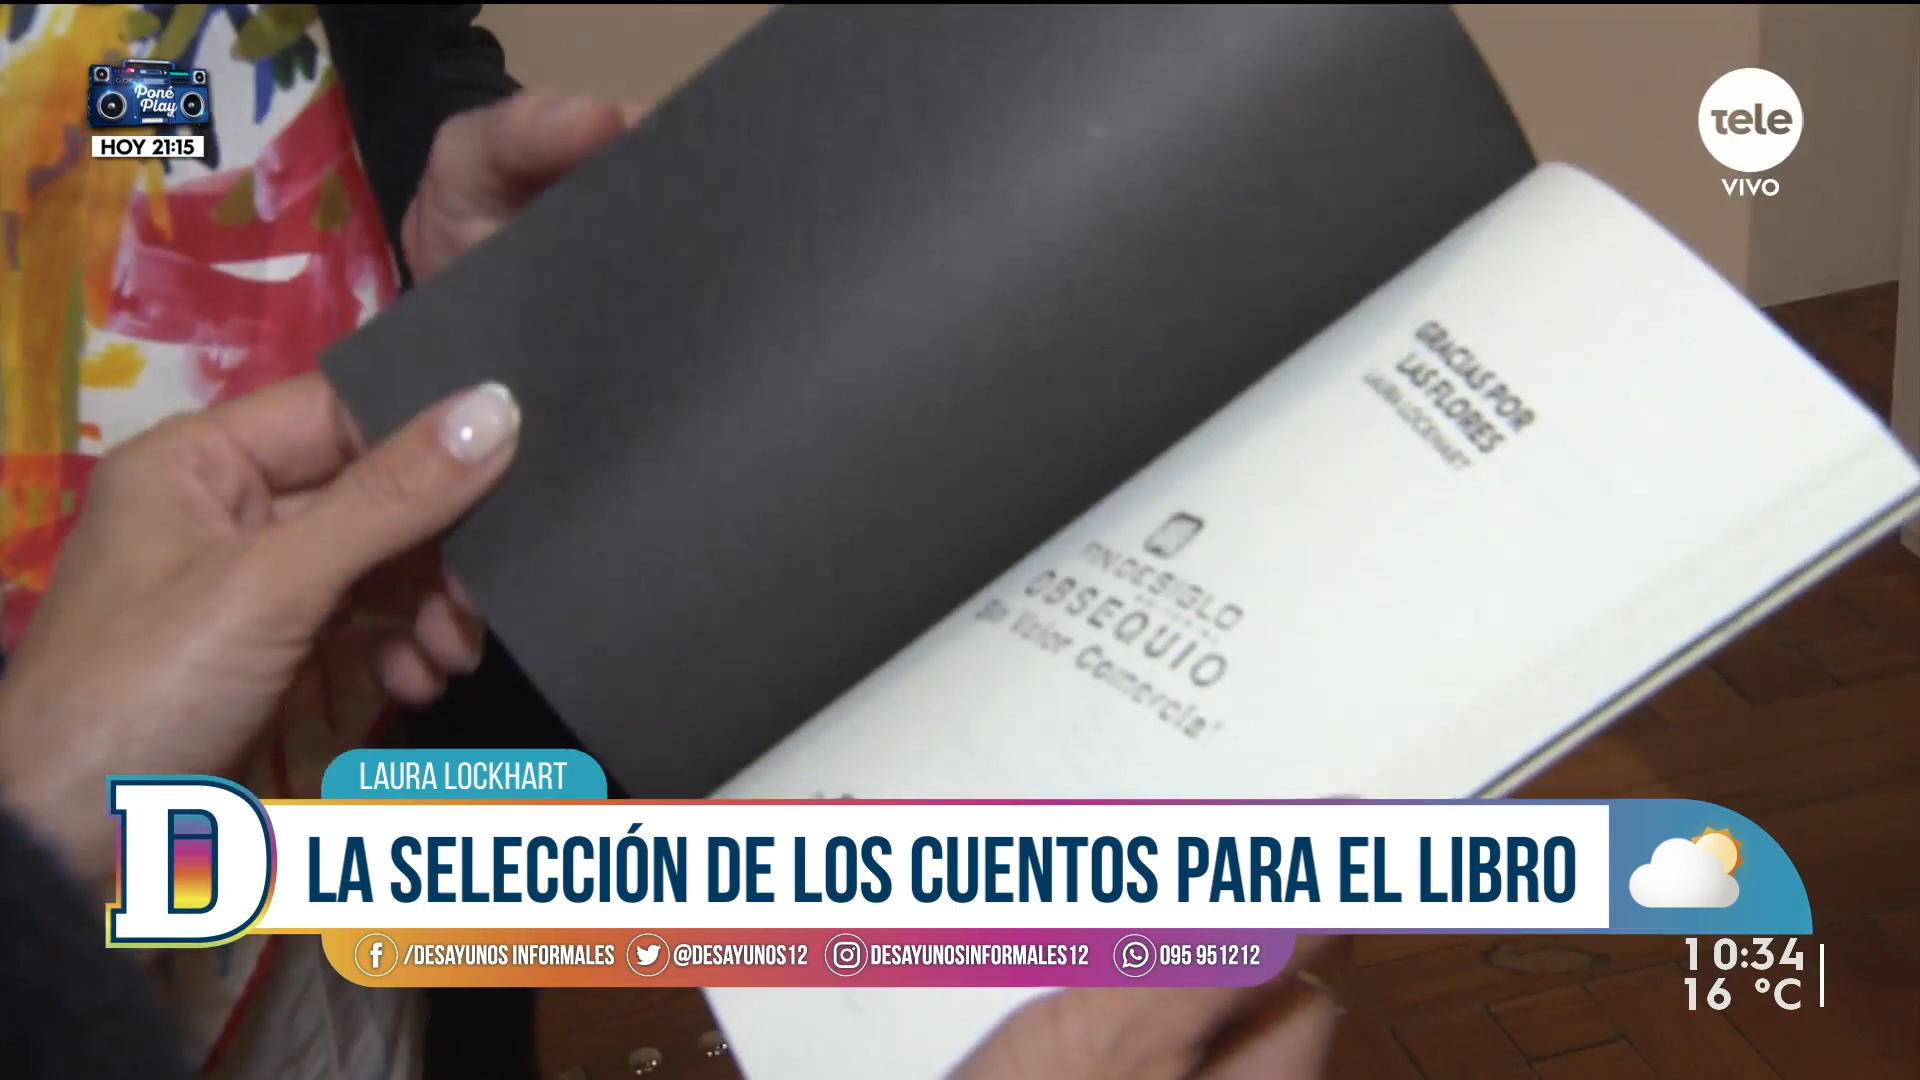 Poné
Play
HOY 21:15
tele
VIVO
GRACIAS POR
LAS FLORES
LAURA LOCKHART
FINDESIGLO
OBSEQUIO
Sin Valor Comercial
LAURA LOCKHART
D
LA SELECCIÓN DE LOS CUENTOS PARA EL LIBRO
/DESAYUNOS INFORMALES @DESAYUNOS12 DESAYUNOSINFORMALES12 095 951212
10:34
16 °C